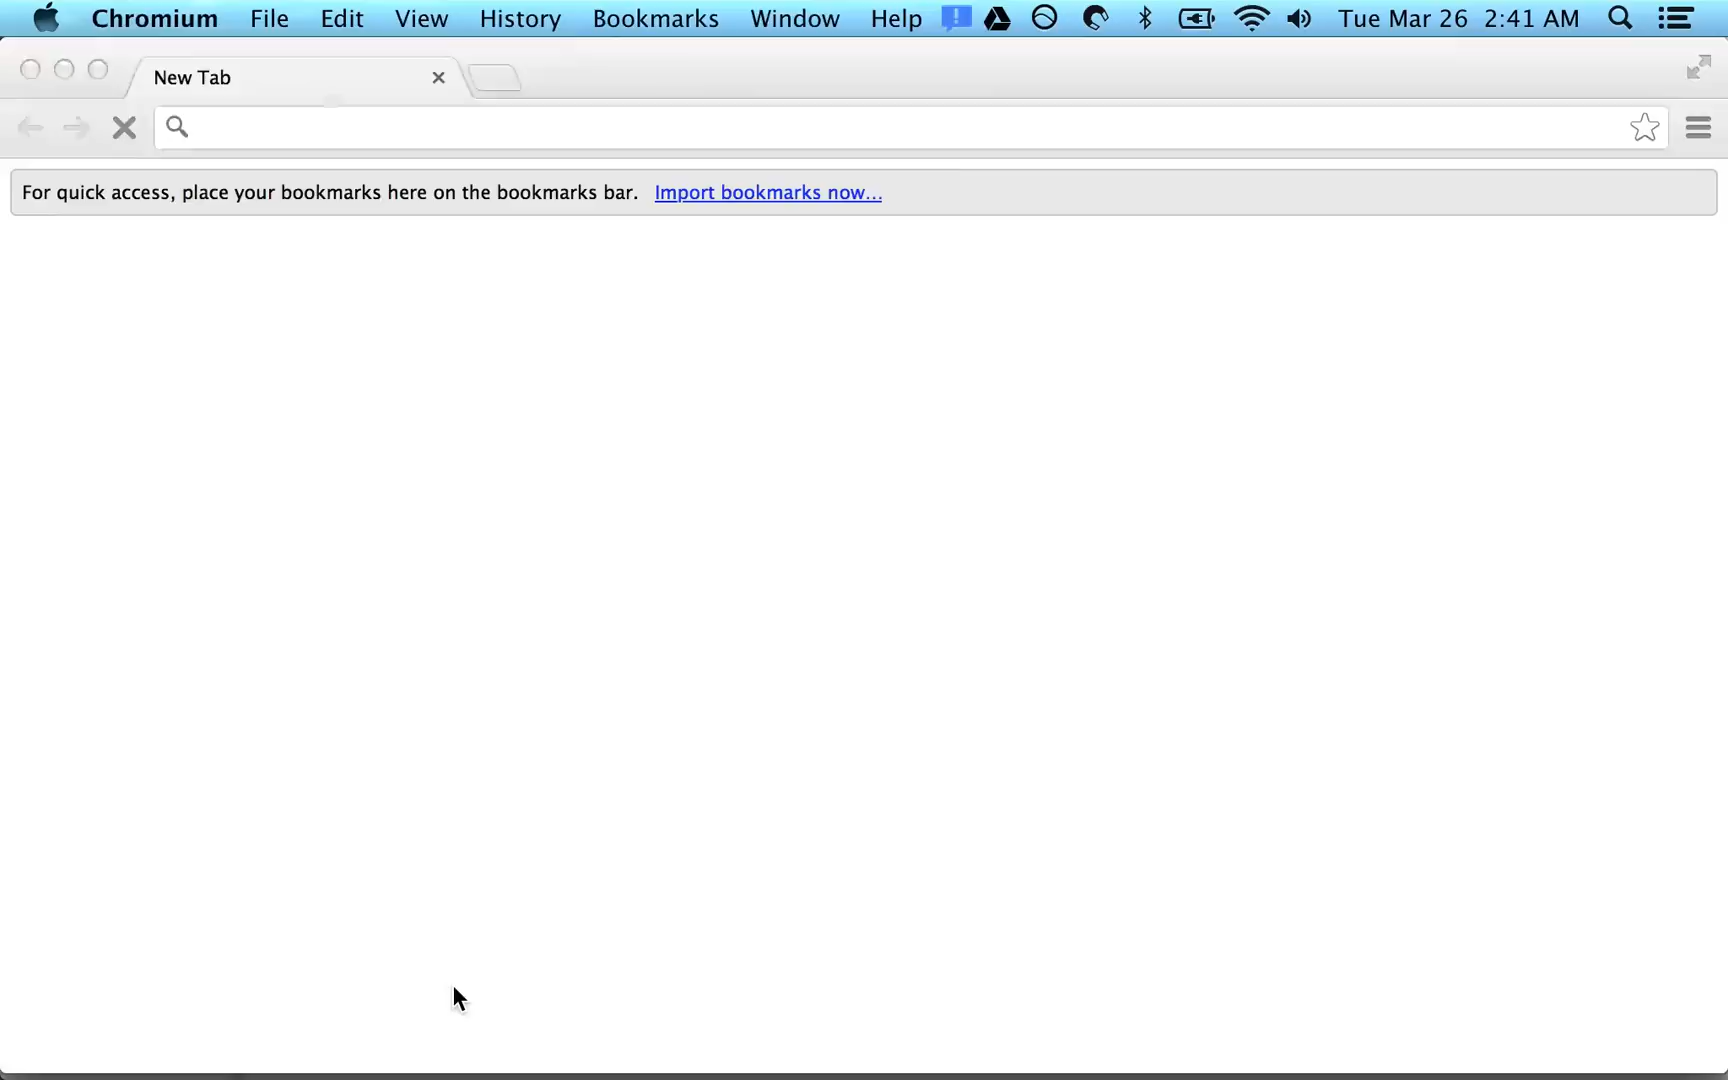 Chromium File Edit View History Bookmarks Window Help Tue Mar 26 2:41 AM
New Tab
For quick access, place your bookmarks here on the bookmarks bar. Import bookmarks now...